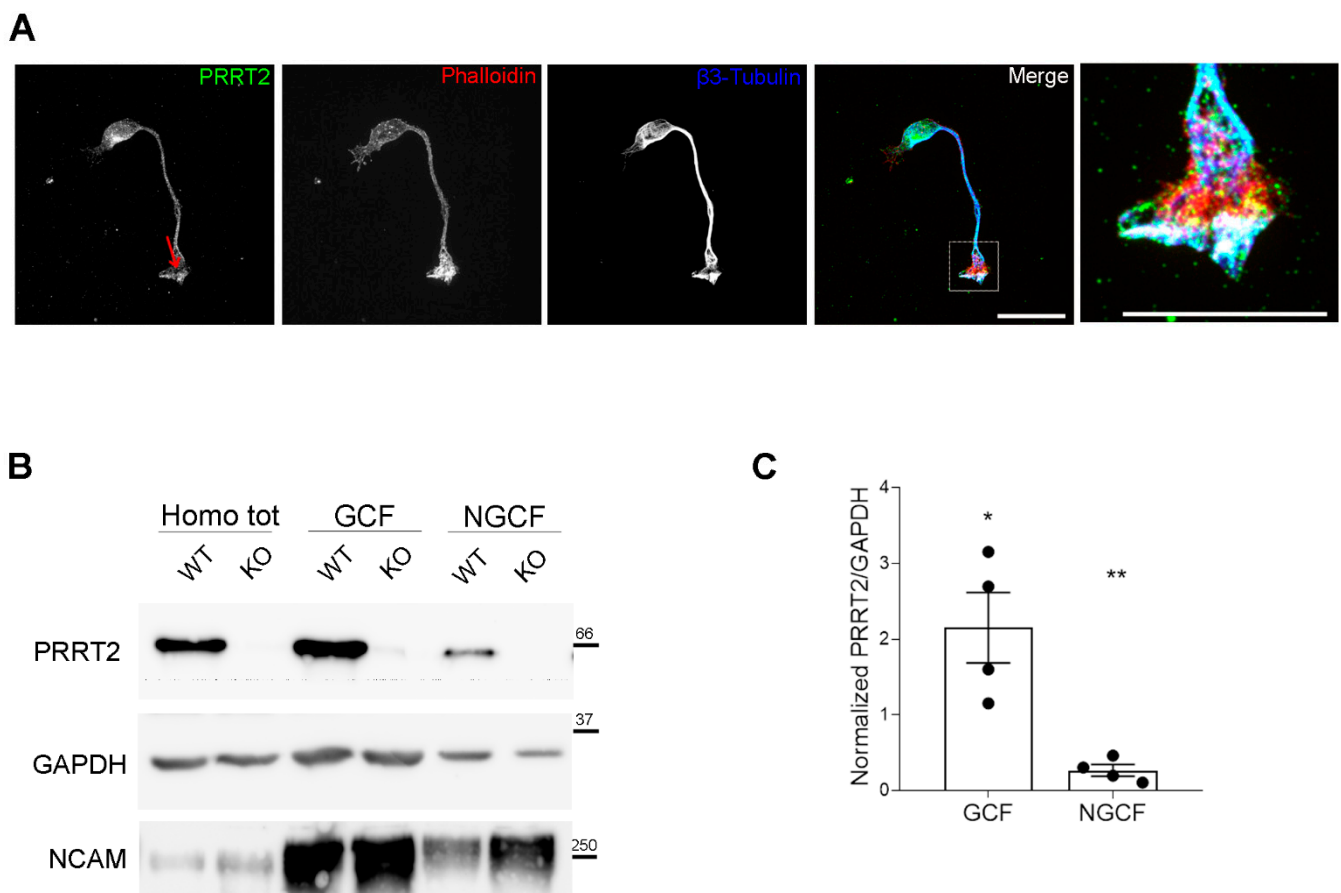 A
PRRT2 Phalloidin β3-Tubulin Merge
B
Homo tot GCF NGCF
WT KO WT KO WT KO
PRRT2 66
GAPDH 37
NCAM 250
C
Normalized PRRT2/GAPDH
4
3
2
1
0
*
**
GCF NGCF